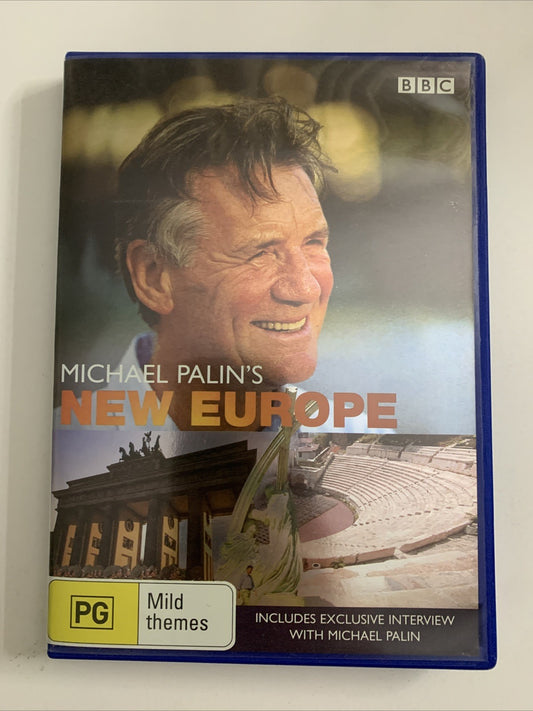 BBC
MICHAEL PALIN'S
NEW EUROPE
PG
Mild
themes
INCLUDES EXCLUSIVE INTERVIEW
WITH MICHAEL PALIN